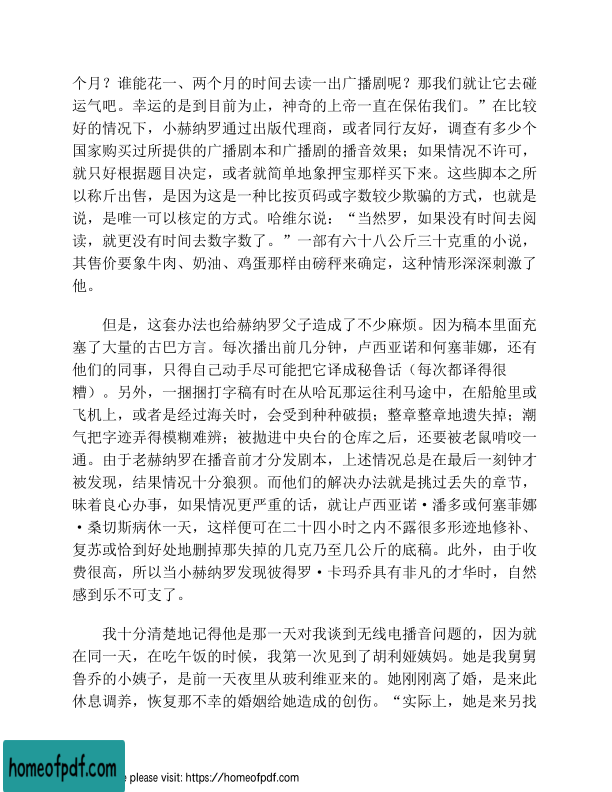 个月？谁能花一、两个月的时间去读一出广播剧呢？那我们就让它去碰
运气吧。幸运的是到目前为止，神奇的上帝一直在保佑我们。”在比较
好的情况下，小赫纳罗通过出版代理商，或者同行友好，调查有多少个
国家购买过所提供的广播剧本和广播剧的播音效果；如果情况不许可，
就只好根据题目决定，或者就简单地象押宝那样买下来。这些脚本之所
以称斤出售，是因为这是一种比按页码或字数较少欺骗的方式，也就是
说，是唯一可以核定的方式。哈维尔说：“当然罗，如果没有时间去阅
读，就更没有时间去数字数了。”一部有六十八公斤三十克重的小说，
其售价要象牛肉、奶油、鸡蛋那样由磅秤来确定，这种情形深深刺激了
他。
但是，这套办法也给赫纳罗父子造成了不少麻烦。因为稿本里面充
塞了大量的古巴方言。每次播出前几分钟，卢西亚诺和何塞菲娜，还有
他们的同事，只得自己动手尽可能把它译成秘鲁话（每次都译得很
糟）。另外，一捆捆打字稿有时在从哈瓦那运往利马途中，在船舱里或
飞机上，或者是经过海关时，会受到种种破损；整章整章地遗失掉；潮
气把字迹弄得模糊难辨；被抛进中央台的仓库之后，还要被老鼠啃咬一
通。由于老赫纳罗在播音前才分发剧本，上述情况总是在最后一刻钟才
被发现，结果情况十分狼狈。而他们的解决办法就是挑过丢失的章节，
昧着良心办事，如果情况更严重的话，就让卢西亚诺·潘多或何塞菲娜
·桑切斯病休一天，这样便可在二十四小时之内不露很多形迹地修补、
复苏或恰到好处地删掉那失掉的几克乃至几公斤的底稿。此外，由于收
费很高，所以当小赫纳罗发现彼得罗·卡玛乔具有非凡的才华时，自然
感到乐不可支了。
我十分清楚地记得他是那一天对我谈到无线电播音问题的，因为就
在同一天，在吃午饭的时候，我第一次见到了胡利娅姨妈。她是我舅舅
鲁乔的小姨子，是前一天夜里从玻利维亚来的。她刚刚离了婚，是来此
休息调养，恢复那不幸的婚姻给她造成的创伤。“实际上，她是来另找
homeofpdf.com
e please visit: https://homeofpdf.com